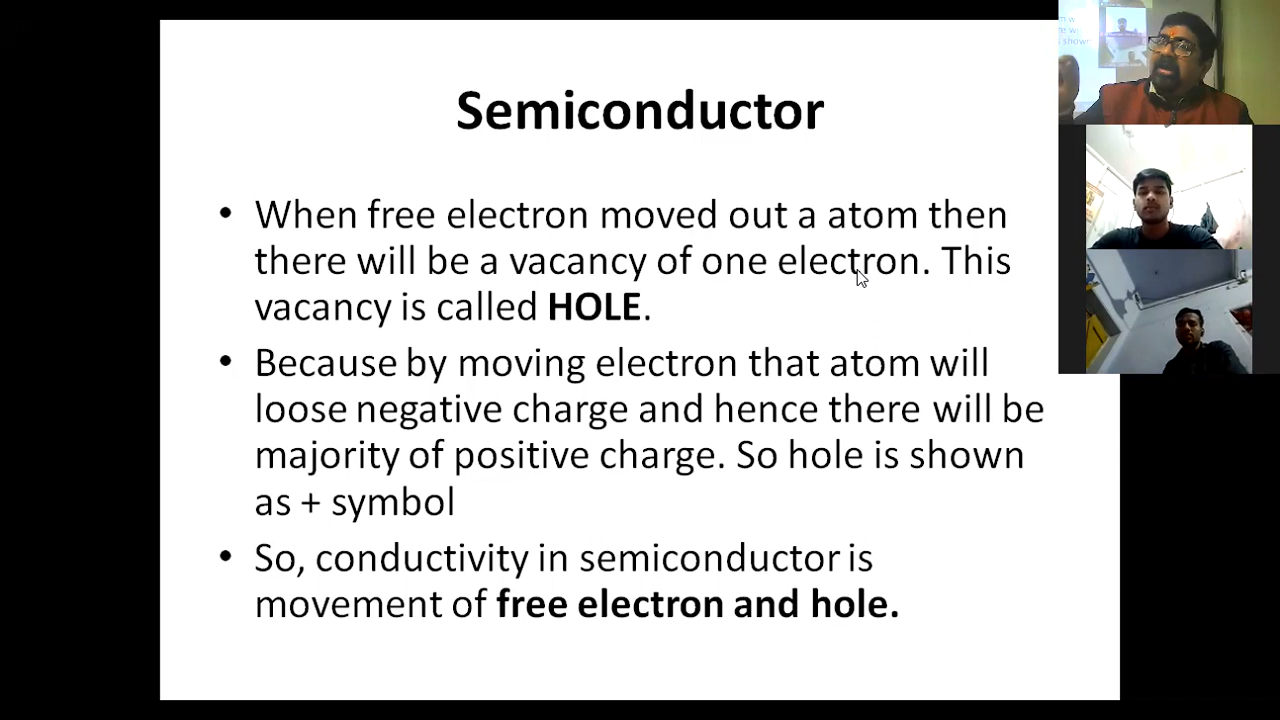 Semiconductor
• When free electron moved out a atom then
there will be a vacancy of one electron. This
vacancy is called HOLE.
• Because by moving electron that atom will
loose negative charge and hence there will be
majority of positive charge. So hole is shown
as + symbol
• So, conductivity in semiconductor is
movement of free electron and hole.
shown